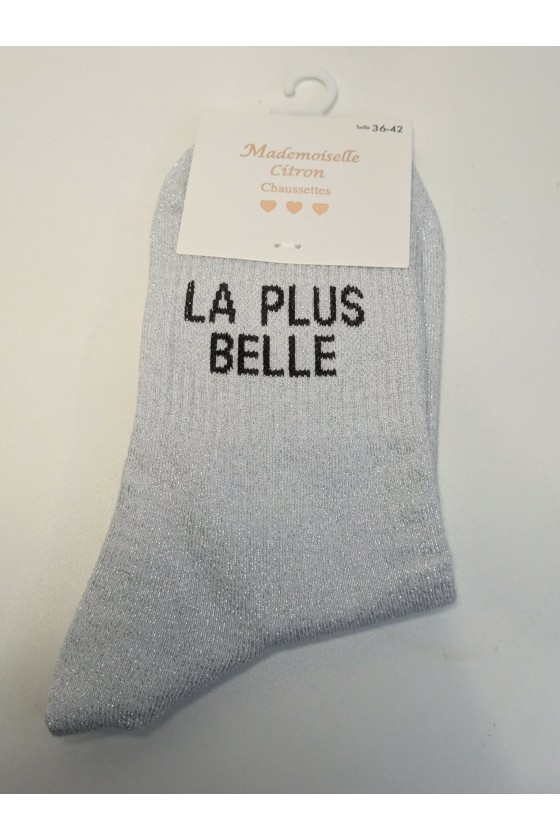 taille 36-42
Mademoiselle
Citron
Chaussettes
LA PLUS
BELLE